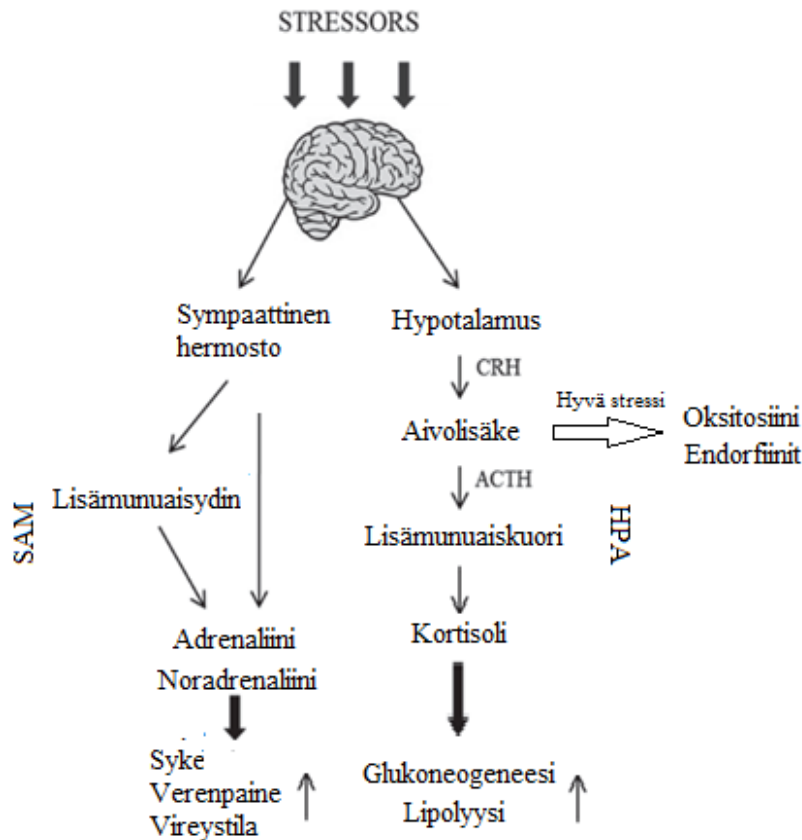 STRESSORS
Sympaattinen
hermosto
Hypotalamus
CRH
Hyvä stressi
Aivolisäke
Oksitosiini
Endorfiinit
ACTH
SAM
Lisämunuaisydin
Lisämunuaiskuori
HPA
Adrenaliini
Noradrenaliini
Kortisoli
Syke
Verenpaine
Vireystila
Glukoneogeneesi
Lipolyysi